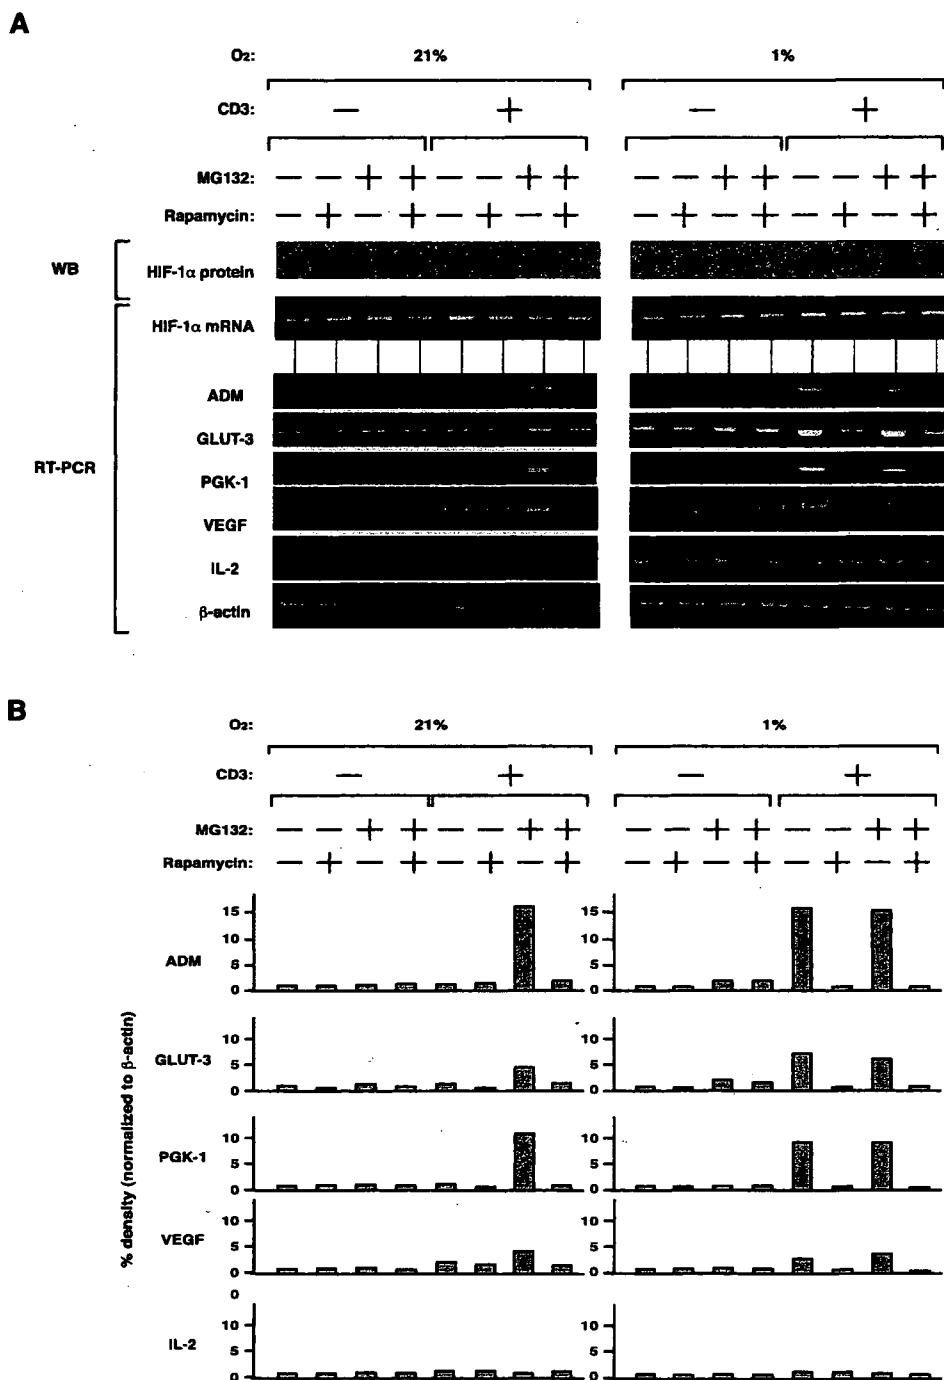 A
O₂: 21% 1%
CD3: — + — +
MG132: — — + + — — + + — — + + — — + +
Rapamycin: — + — + — + — + — + — + — + — +
WB HIF-1α protein
HIF-1α mRNA
ADM
GLUT-3
RT-PCR
PGK-1
VEGF
IL-2
β-actin
B
O₂: 21% 1%
CD3: — + — +
MG132: — — + + — — + + — — + + — — + +
Rapamycin: — + — + — + — + — + — + — + — +
% density (normalized to β-actin)
15 15
10 10
ADM 5 5
0 0
10 10
GLUT-3 5 5
0 0
10 10
PGK-1 5 5
0 0
10 10
VEGF 5 5
0 0
0
10 10
IL-2 5 5
0 0